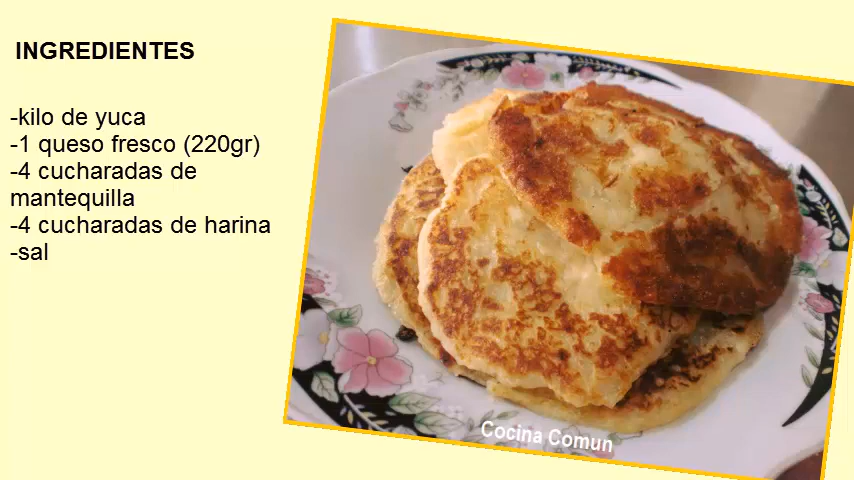 INGREDIENTES
-kilo de yuca
-1 queso fresco (220gr)
-4 cucharadas de
mantequilla
-4 cucharadas de harina
-sal
Cocina Comun